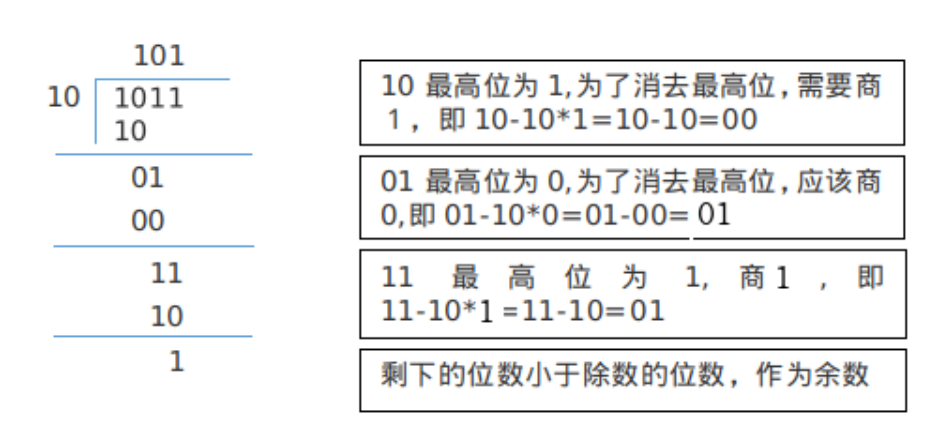 101
10 1011
10
01
00
11
10
1
10 最高位为 1,为了消去最高位，需要商
1，即 10-10*1=10-10=00
01 最高位为 0,为了消去最高位，应该商
0,即 01-10*0=01-00= 01
11 最高位为 1, 商1，即
11-10*1=11-10=01
剩下的位数小于除数的位数，作为余数